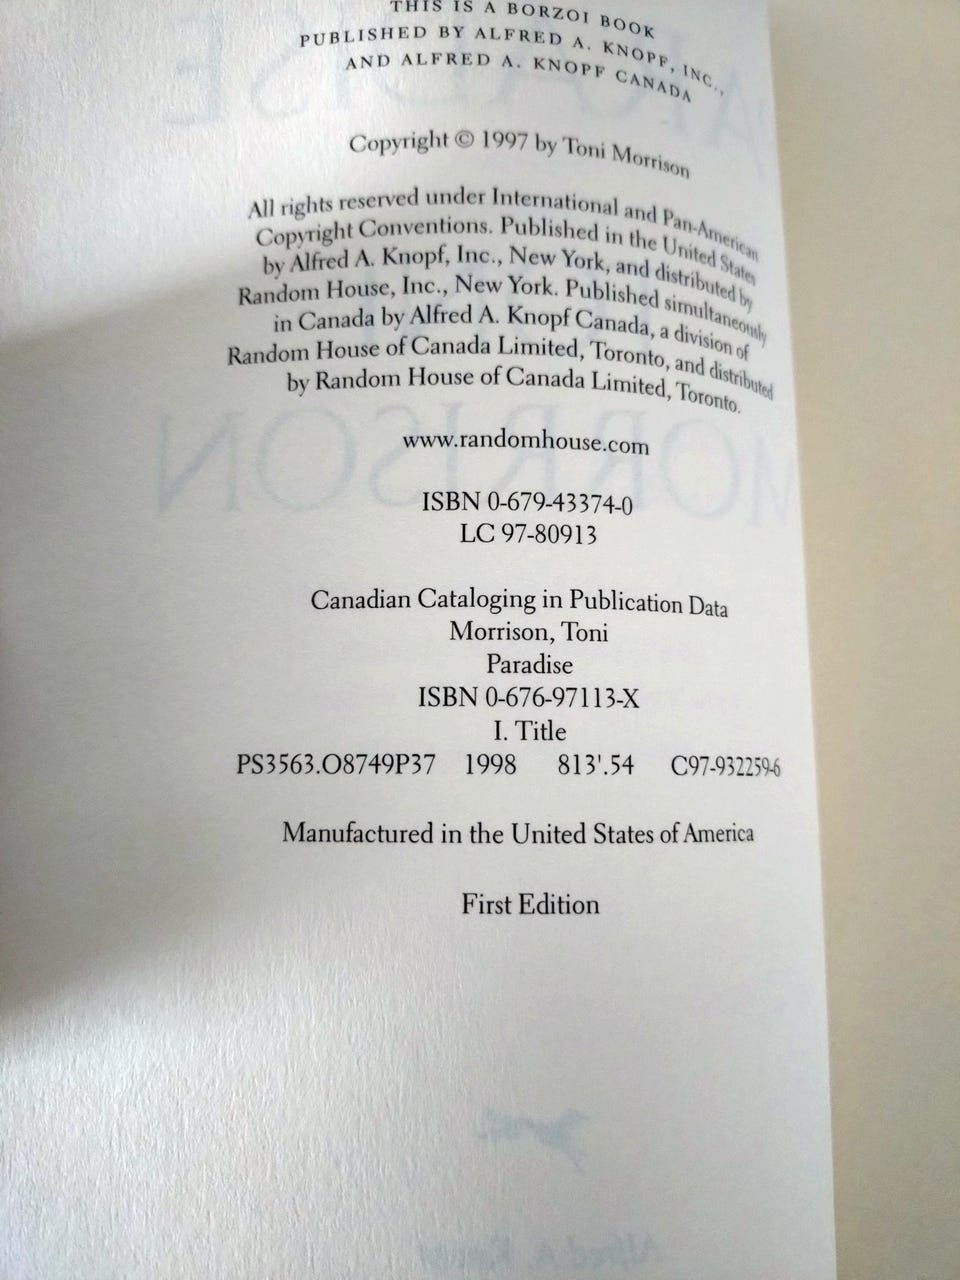 THIS IS A BORZOI BOOK
PUBLISHED BY ALFRED A. KNOPF, INC.,
AND ALFRED A. KNOPF CANADA
Copyright © 1997 by Toni Morrison
All rights reserved under International and Pan-American
Copyright Conventions. Published in the United States
by Alfred A. Knopf, Inc., New York, and distributed by
Random House, Inc., New York. Published simultaneously
in Canada by Alfred A. Knopf Canada, a division of
Random House of Canada Limited, Toronto, and distributed
by Random House of Canada Limited, Toronto.
www.randomhouse.com
ISBN 0-679-43374-0
LC 97-80913
Canadian Cataloging in Publication Data
Morrison, Toni
Paradise
ISBN 0-676-97113-X
I. Title
PS3563.O8749P37 1998 813'.54 C97-932259-6
Manufactured in the United States of America
First Edition